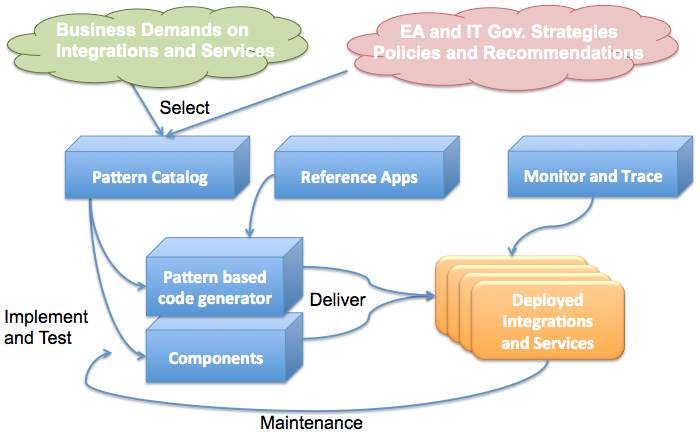 Business Demands on
Integrations and Services
EA and IT Gov. Strategies
Policies and Recommendations
Select
Pattern Catalog
Reference Apps
Monitor and Trace
Pattern based
code generator
Deliver
Deployed
Integrations
and Services
Implement
and Test
Components
Maintenance